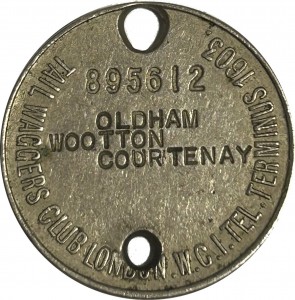 895612
OLDHAM
WOOTTON
COURTENAY
TAIL WAGGERS CLUB LONDON. W.C.1. TEL. TERMINUS 1603.